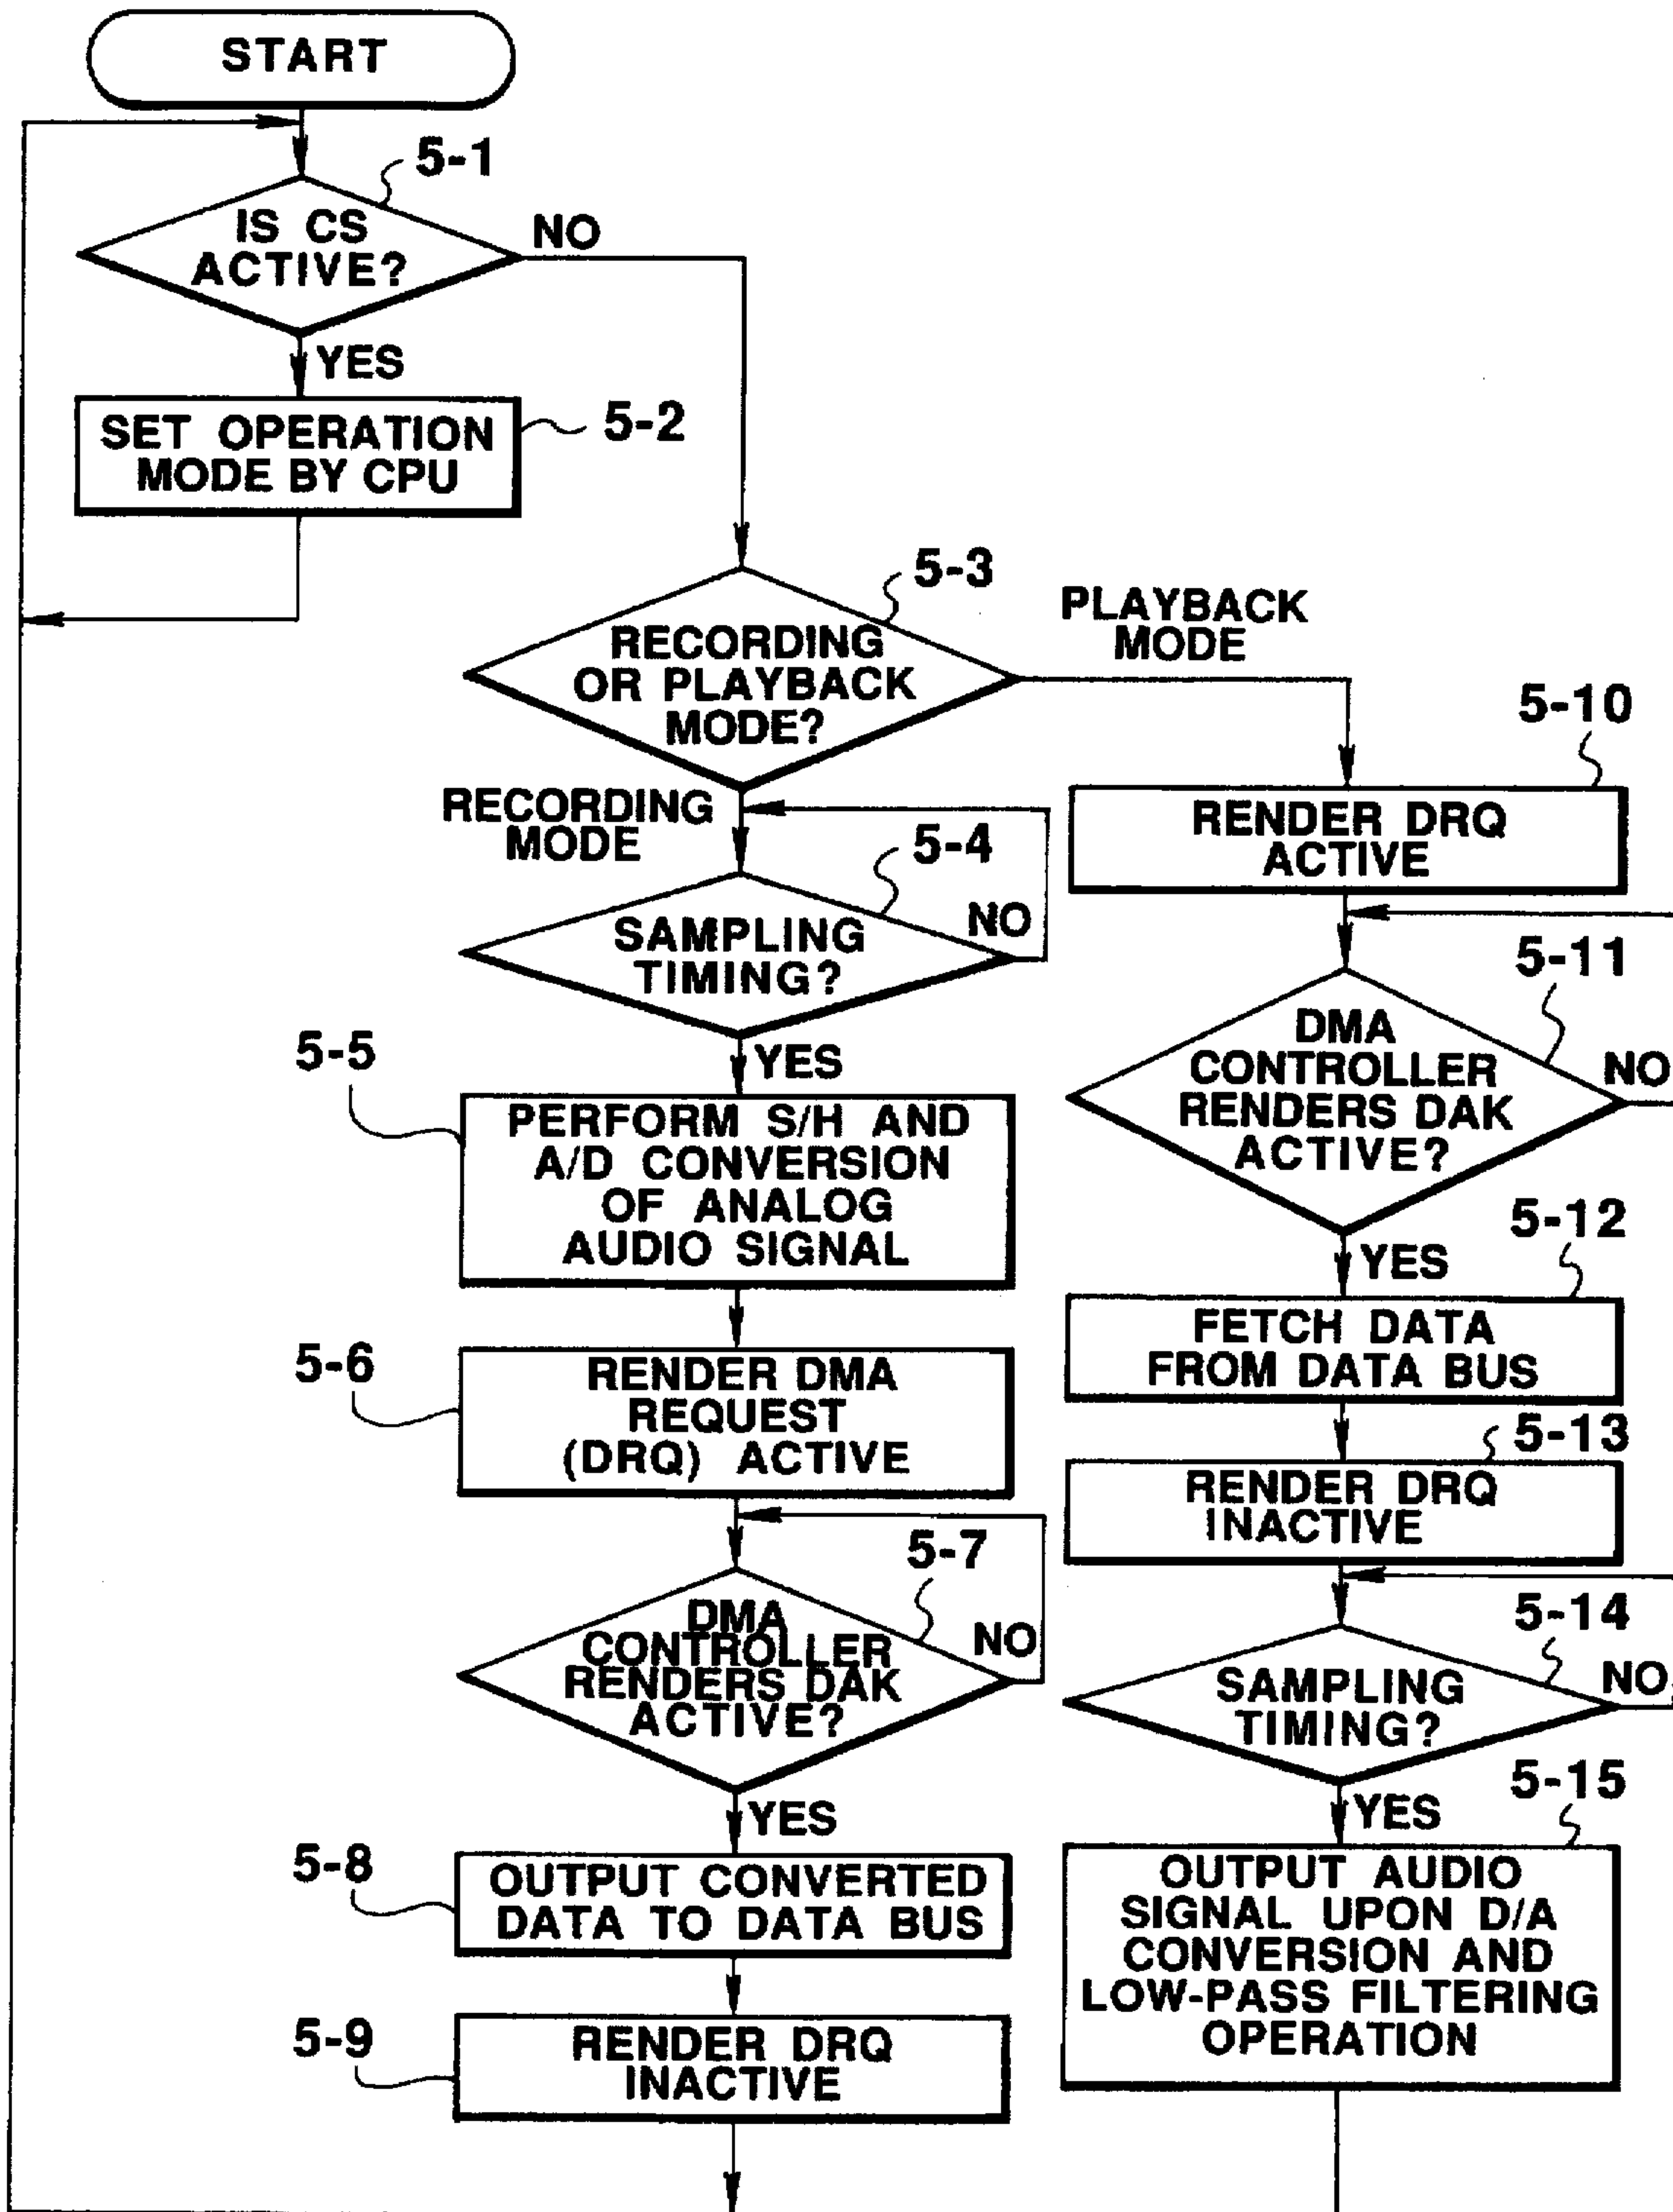 START
5-1
IS CS
ACTIVE?
NO
YES
SET OPERATION
MODE BY CPU
5-2
5-3
RECORDING
OR PLAYBACK
MODE?
PLAYBACK
MODE
RECORDING
MODE
5-4
SAMPLING
TIMING?
NO
YES
5-5
PERFORM S/H AND
A/D CONVERSION
OF ANALOG
AUDIO SIGNAL
5-6
RENDER DMA
REQUEST
(DRQ) ACTIVE
5-7
DMA
CONTROLLER
RENDERS DAK
ACTIVE?
NO
YES
5-8
OUTPUT CONVERTED
DATA TO DATA BUS
5-9
RENDER DRQ
INACTIVE
5-10
RENDER DRQ
ACTIVE
5-11
DMA
CONTROLLER
RENDERS DAK
ACTIVE?
NO
YES
5-12
FETCH DATA
FROM DATA BUS
5-13
RENDER DRQ
INACTIVE
5-14
SAMPLING
TIMING?
NO
YES
5-15
OUTPUT AUDIO
SIGNAL UPON D/A
CONVERSION AND
LOW-PASS FILTERING
OPERATION